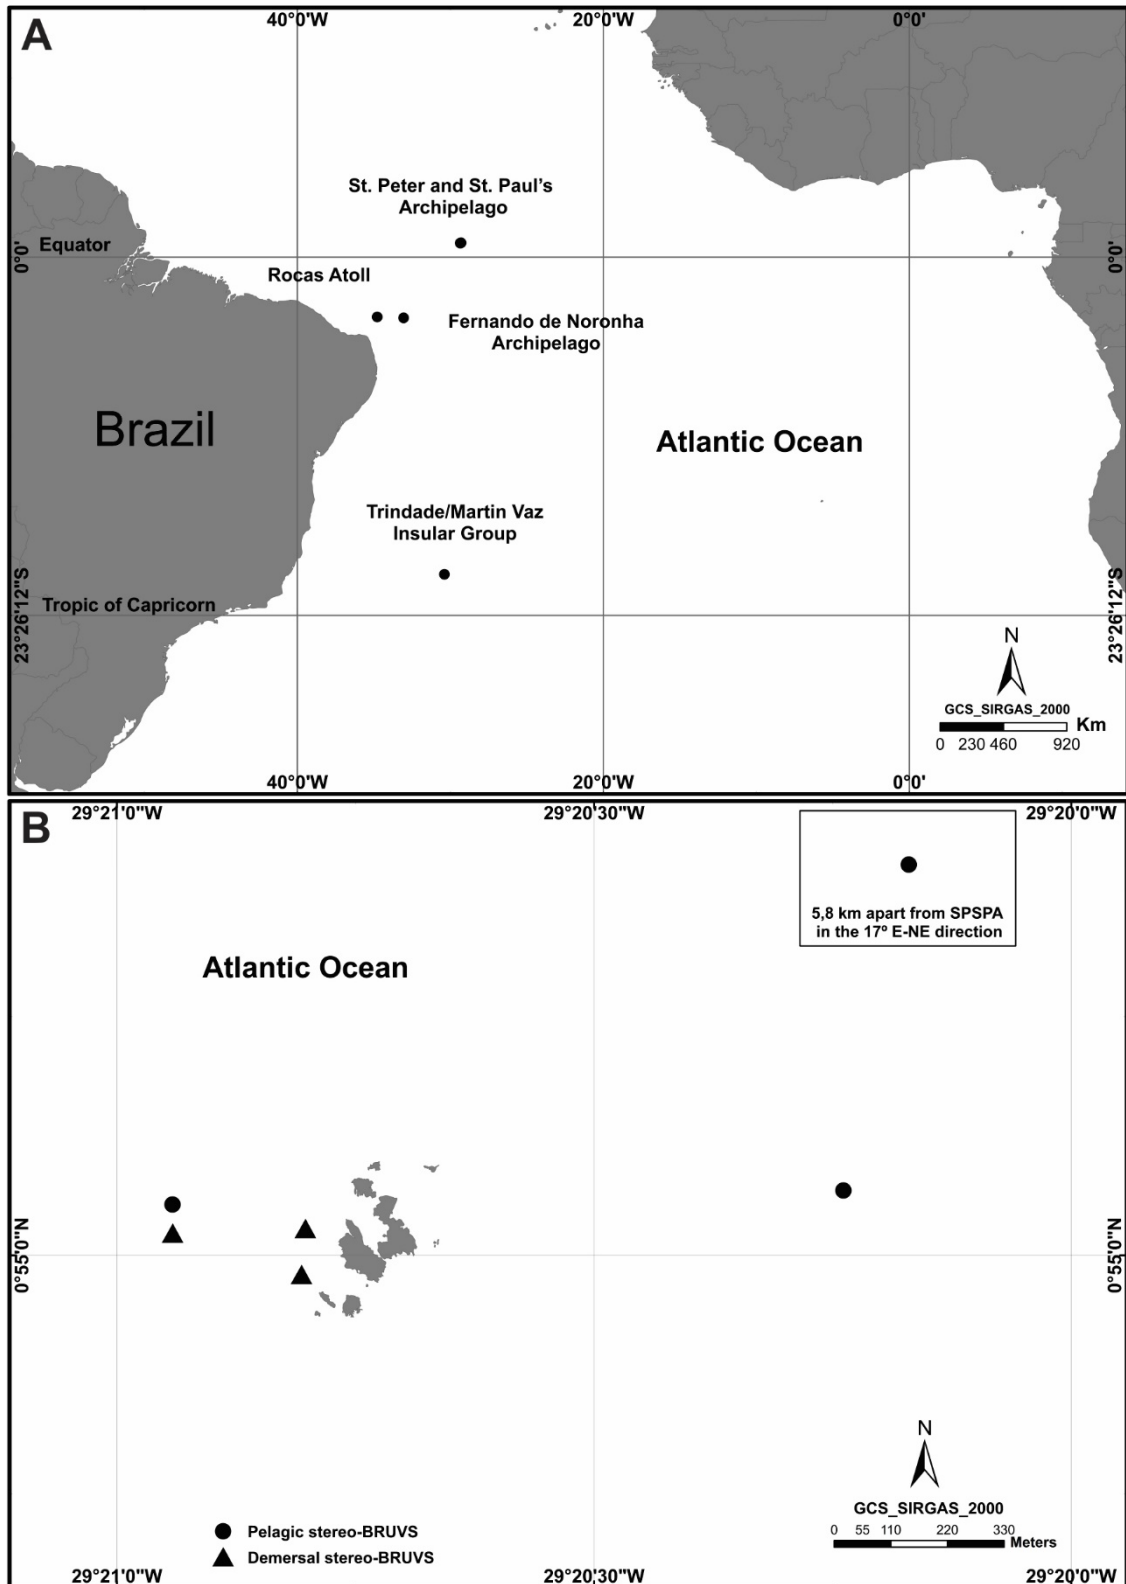 A
40°0'W
20°0'W
0°0'
St. Peter and St. Paul's
Archipelago
Equator
0°0'
0°0'
Rocas Atoll
Fernando de Noronha
Archipelago
Brazil
Atlantic Ocean
Trindade/Martin Vaz
Insular Group
Tropic of Capricorn
23°26'12"S
23°26'12"S
N
GCS_SIRGAS_2000
Km
0 230 460 920
40°0'W
20°0'W
0°0'
B
29°21'0"W
29°20'30"W
29°20'0"W
5,8 km apart from SPSPA
in the 17º E-NE direction
Atlantic Ocean
0°55'0"N
0°55'0"N
N
GCS_SIRGAS_2000
0 55 110 220 330
Meters
Pelagic stereo-BRUVS
Demersal stereo-BRUVS
29°21'0"W
29°20'30"W
29°20'0"W